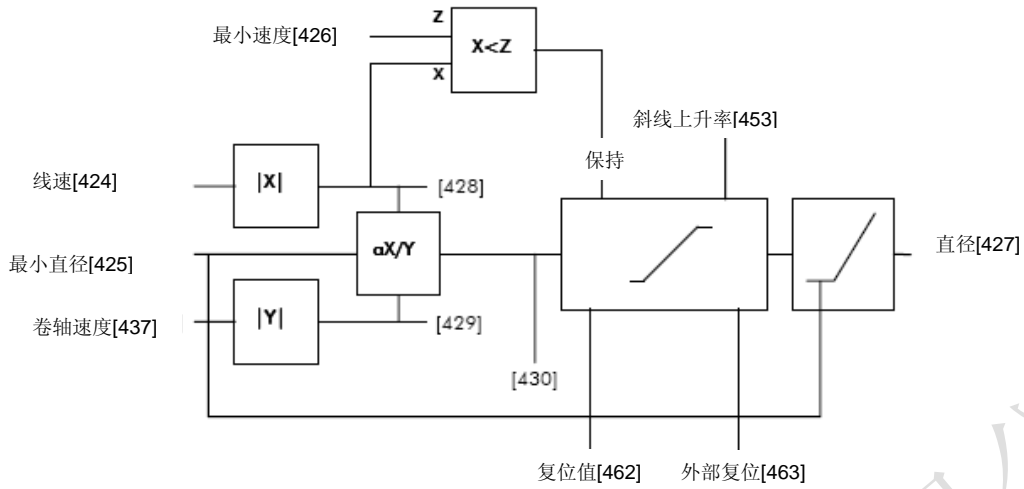 Z
最小速度[426]
X<Z
X
斜线上升率[453]
保持
线速[424]
|X|
[428]
直径[427]
最小直径[425]
aX/Y
卷轴速度[437]
|Y|
[429]
[430]
复位值[462]
外部复位[463]